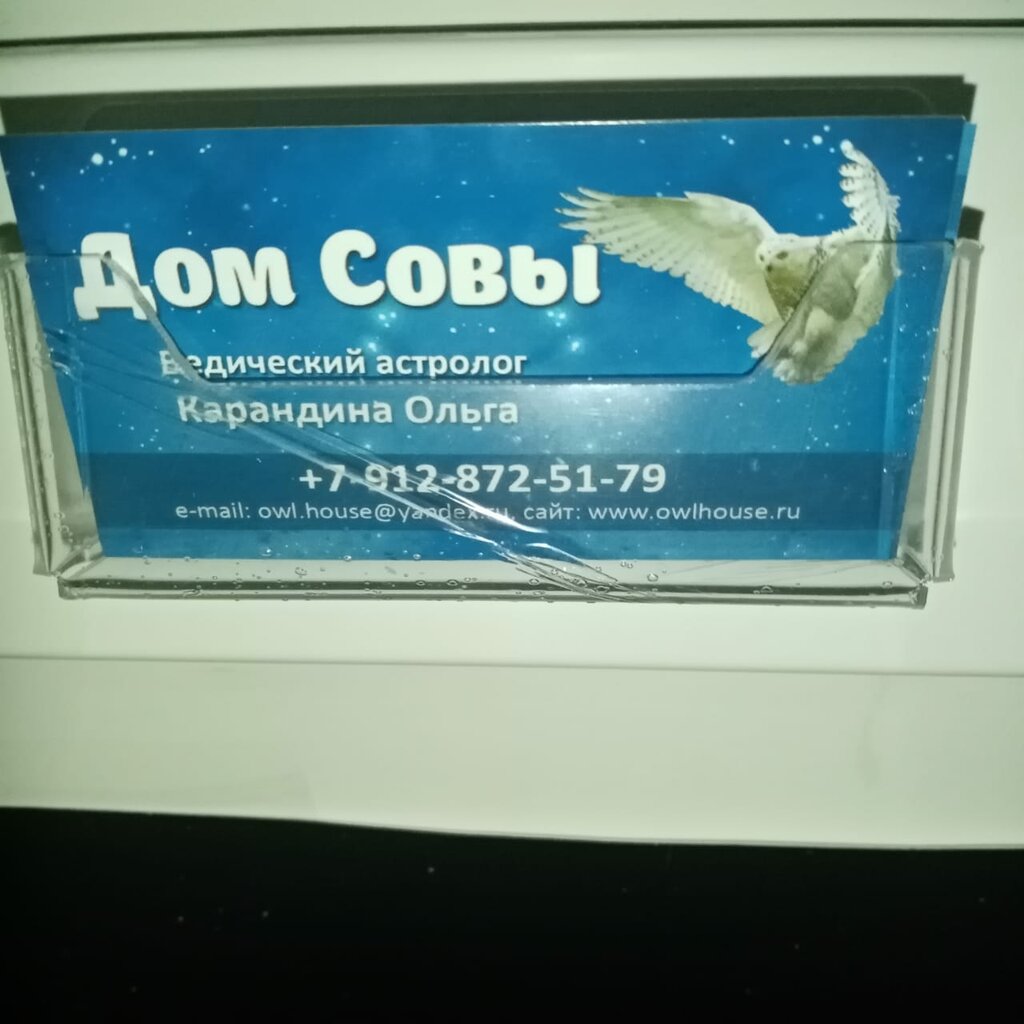 Дом Совы
Ведический астролог
Карандина Ольга
+7-912-872-51-79
e-mail: owl.house@yandex.ru, сайт: www.owlhouse.ru